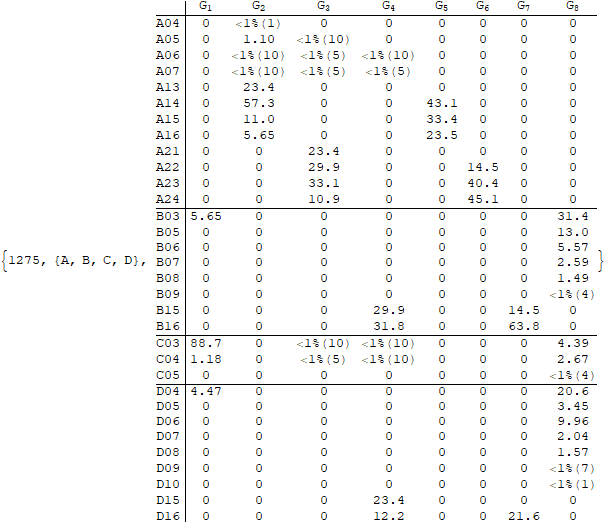 G1 G2 G3 G4 G5 G6 G7 G8
A04 0 <1%(1) 0 0 0 0 0 0
A05 0 1.10 <1%(10) 0 0 0 0 0
A06 0 <1%(10) <1%(5) <1%(10) 0 0 0 0
A07 0 <1%(10) <1%(5) <1%(5) 0 0 0 0
A13 0 23.4 0 0 0 0 0 0
A14 0 57.3 0 0 43.1 0 0 0
A15 0 11.0 0 0 33.4 0 0 0
A16 0 5.65 0 0 23.5 0 0 0
A21 0 0 23.4 0 0 0 0 0
A22 0 0 29.9 0 0 14.5 0 0
A23 0 0 33.1 0 0 40.4 0 0
A24 0 0 10.9 0 0 45.1 0 0
B03 5.65 0 0 0 0 0 0 31.4
B05 0 0 0 0 0 0 0 13.0
B06 0 0 0 0 0 0 0 5.57
{1275, {A, B, C, D}, B07 0 0 0 0 0 0 0 2.59 }
B08 0 0 0 0 0 0 0 1.49
B09 0 0 0 0 0 0 0 <1%(4)
B15 0 0 0 29.9 0 0 14.5 0
B16 0 0 0 31.8 0 0 63.8 0
C03 88.7 0 <1%(10) <1%(10) 0 0 0 4.39
C04 1.18 0 <1%(5) <1%(10) 0 0 0 2.67
C05 0 0 0 0 0 0 0 <1%(4)
D04 4.47 0 0 0 0 0 0 20.6
D05 0 0 0 0 0 0 0 3.45
D06 0 0 0 0 0 0 0 9.96
D07 0 0 0 0 0 0 0 2.04
D08 0 0 0 0 0 0 0 1.57
D09 0 0 0 0 0 0 0 <1%(7)
D10 0 0 0 0 0 0 0 <1%(1)
D15 0 0 0 23.4 0 0 0 0
D16 0 0 0 12.2 0 0 21.6 0